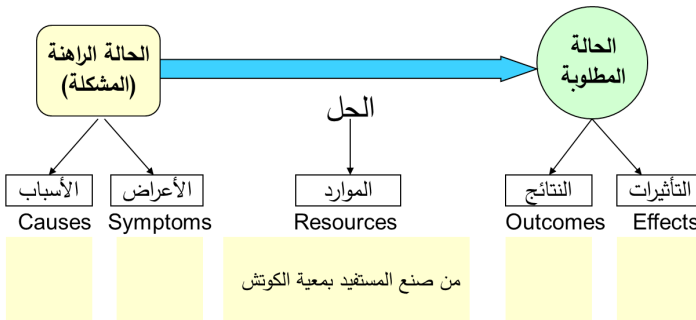 الحالة الراهنة
(المشكلة)
الحالة
المطلوبة
الحل
الأسباب
الأعراض
الموارد
النتائج
التأثيرات
Causes
Symptoms
Resources
Outcomes
Effects
من صنع المستفيد بمعية الكوتش